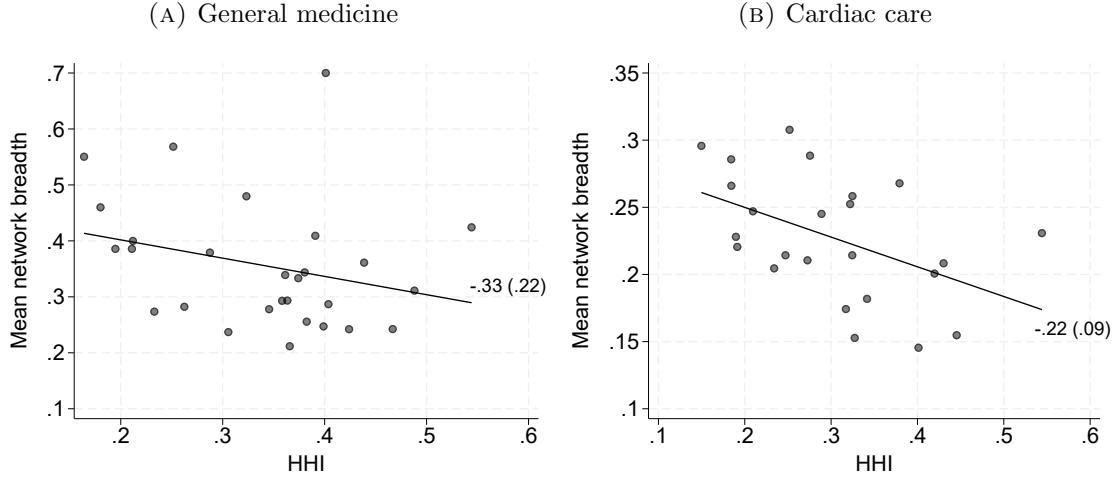 (A) General medicine
Mean network breadth
.7
.6
.5
.4
.3
.2
.1
-.33 (.22)
.2 .3 .4 .5 .6
HHI
(B) Cardiac care
Mean network breadth
.35
.3
.25
.2
.15
.1
-.22 (.09)
.1 .2 .3 .4 .5 .6
HHI